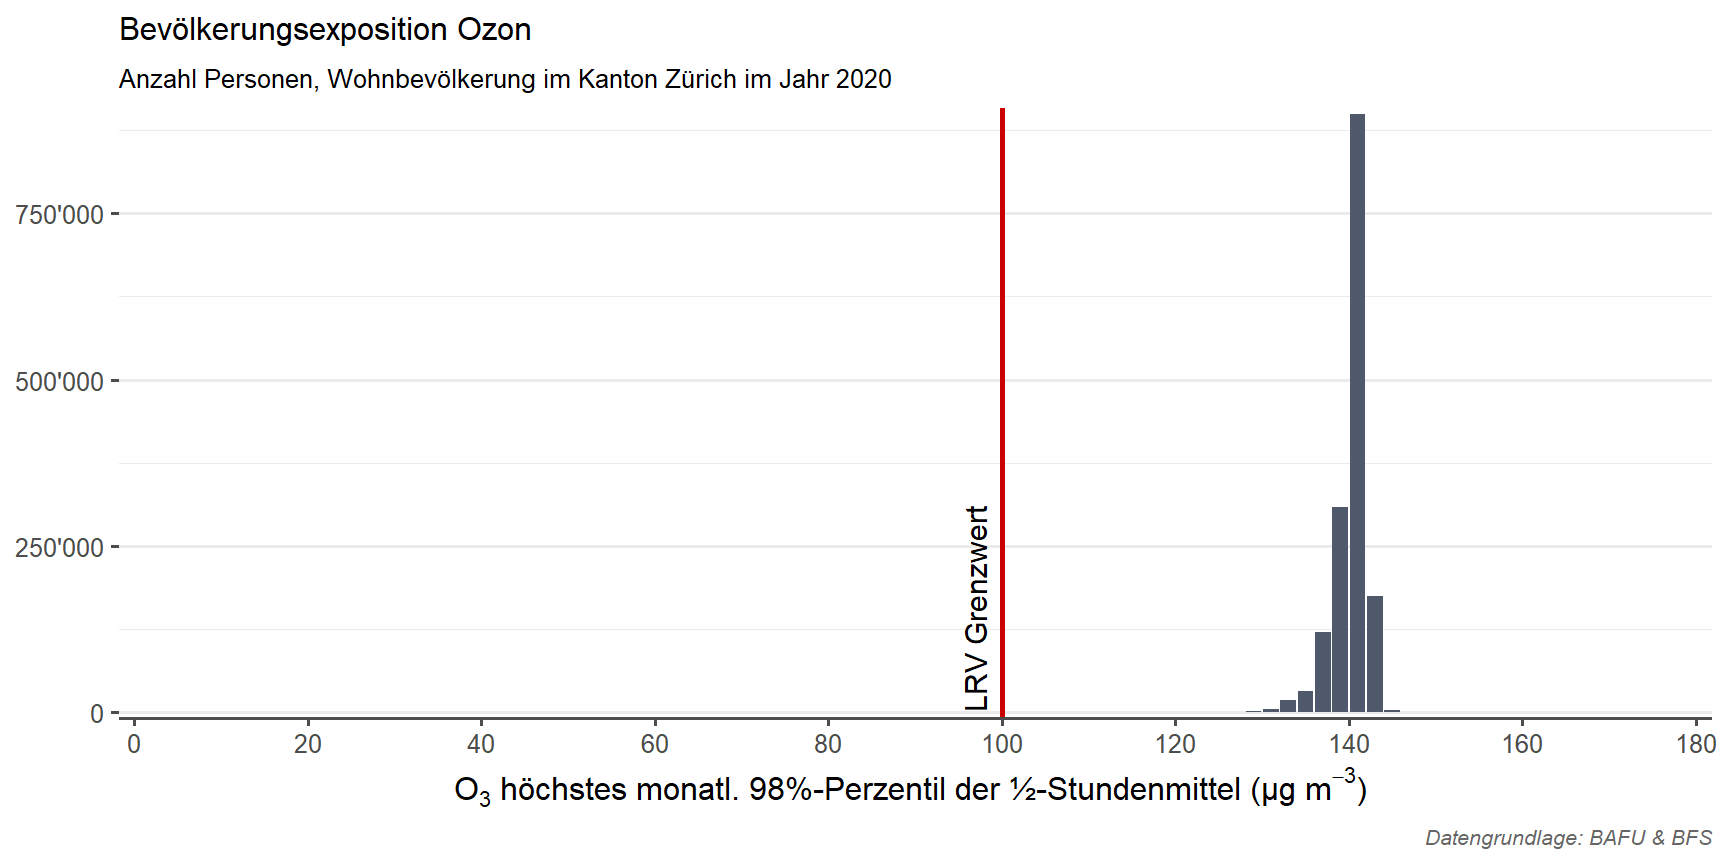 Bevölkerungsexposition Ozon
Anzahl Personen, Wohnbevölkerung im Kanton Zürich im Jahr 2020
750'000
500'000
250'000
0
LRV Grenzwert
0 20 40 60 80 100 120 140 160 180
O₃ höchstes monatl. 98%-Perzentil der ½-Stundenmittel (µg m⁻³)
Datengrundlage: BAFU & BFS